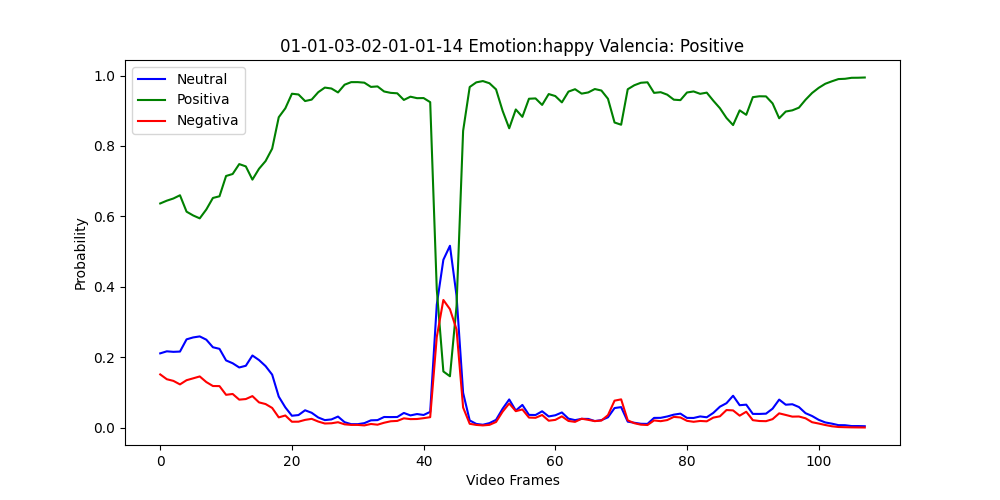 01-01-03-02-01-01-14 Emotion:happy Valencia: Positive
Neutral
Positiva
Negativa
Probability
1.0
0.8
0.6
0.4
0.2
0.0
0 20 40 60 80 100
Video Frames